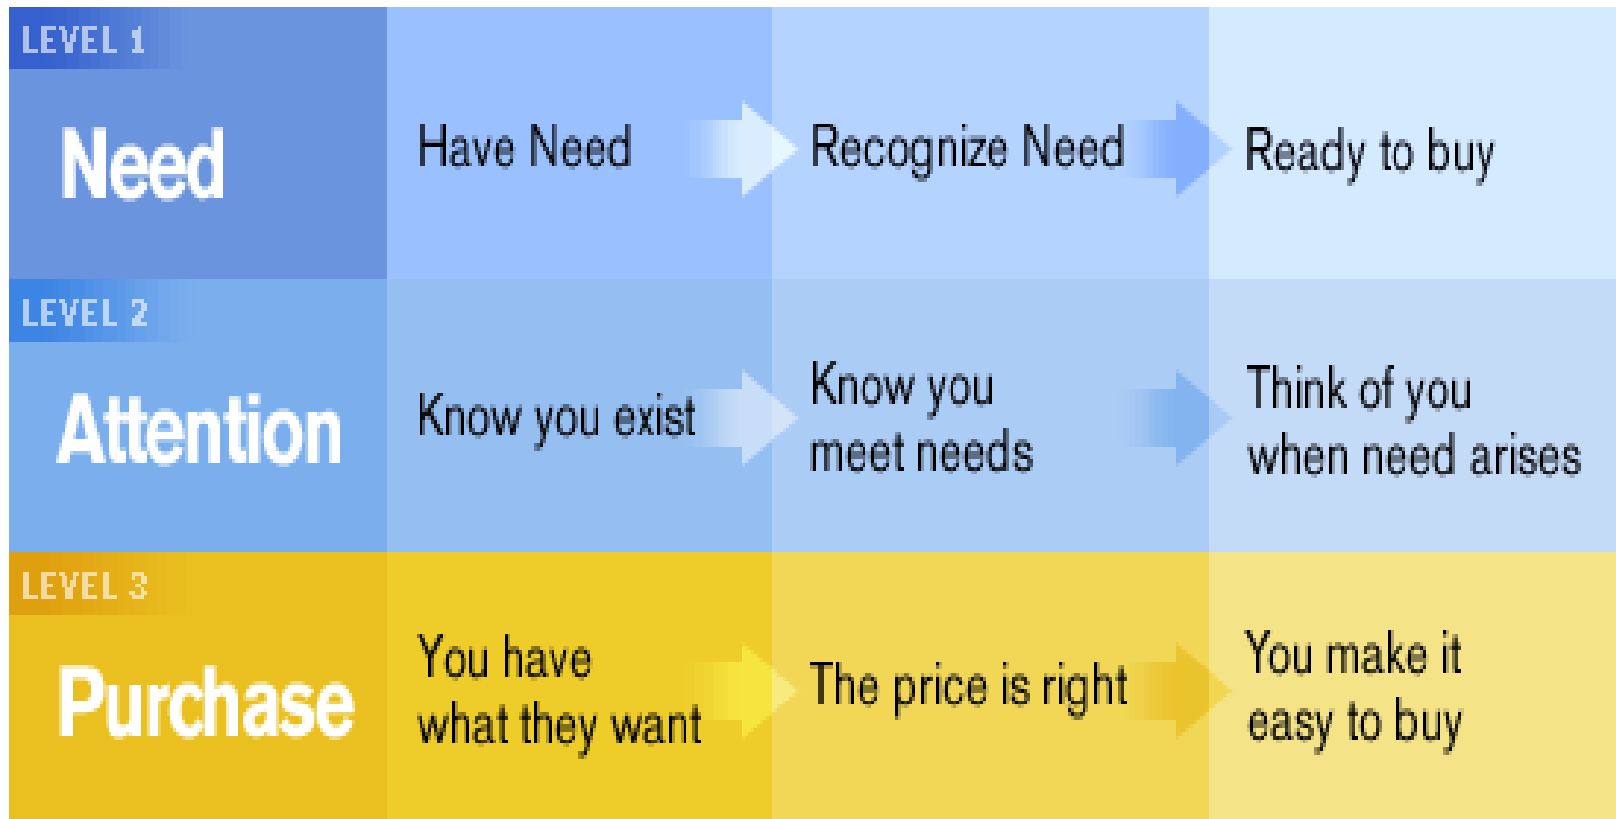 LEVEL 1
Need
Have Need
Recognize Need
Ready to buy
LEVEL 2
Attention
Know you exist
Know you
meet needs
Think of you
when need arises
LEVEL 3
Purchase
You have
what they want
The price is right
You make it
easy to buy